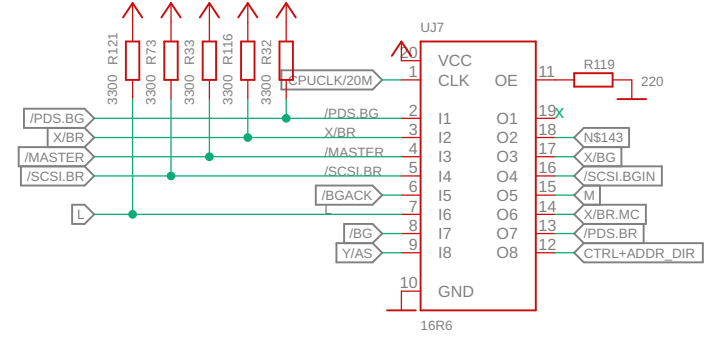 UJ7
3300 R121
3300 R73
3300 R33
3300 R116
3300 R32
20 VCC
CPUCLK/20M 1 CLK OE 11 R119 220
/PDS.BG /PDS.BG 2 I1 O1 19 X
X/BR X/BR 3 I2 O2 18 N$143
/MASTER /MASTER 4 I3 O3 17 X/BG
/SCSI.BR /SCSI.BR 5 I4 O4 16 /SCSI.BGIN
/BGACK 6 I5 O5 15 M
L L 7 I6 O6 14 X/BR.MC
/BG 8 I7 O7 13 /PDS.BR
Y/AS 9 I8 O8 12 CTRL+ADDR_DIR
10 GND
16R6